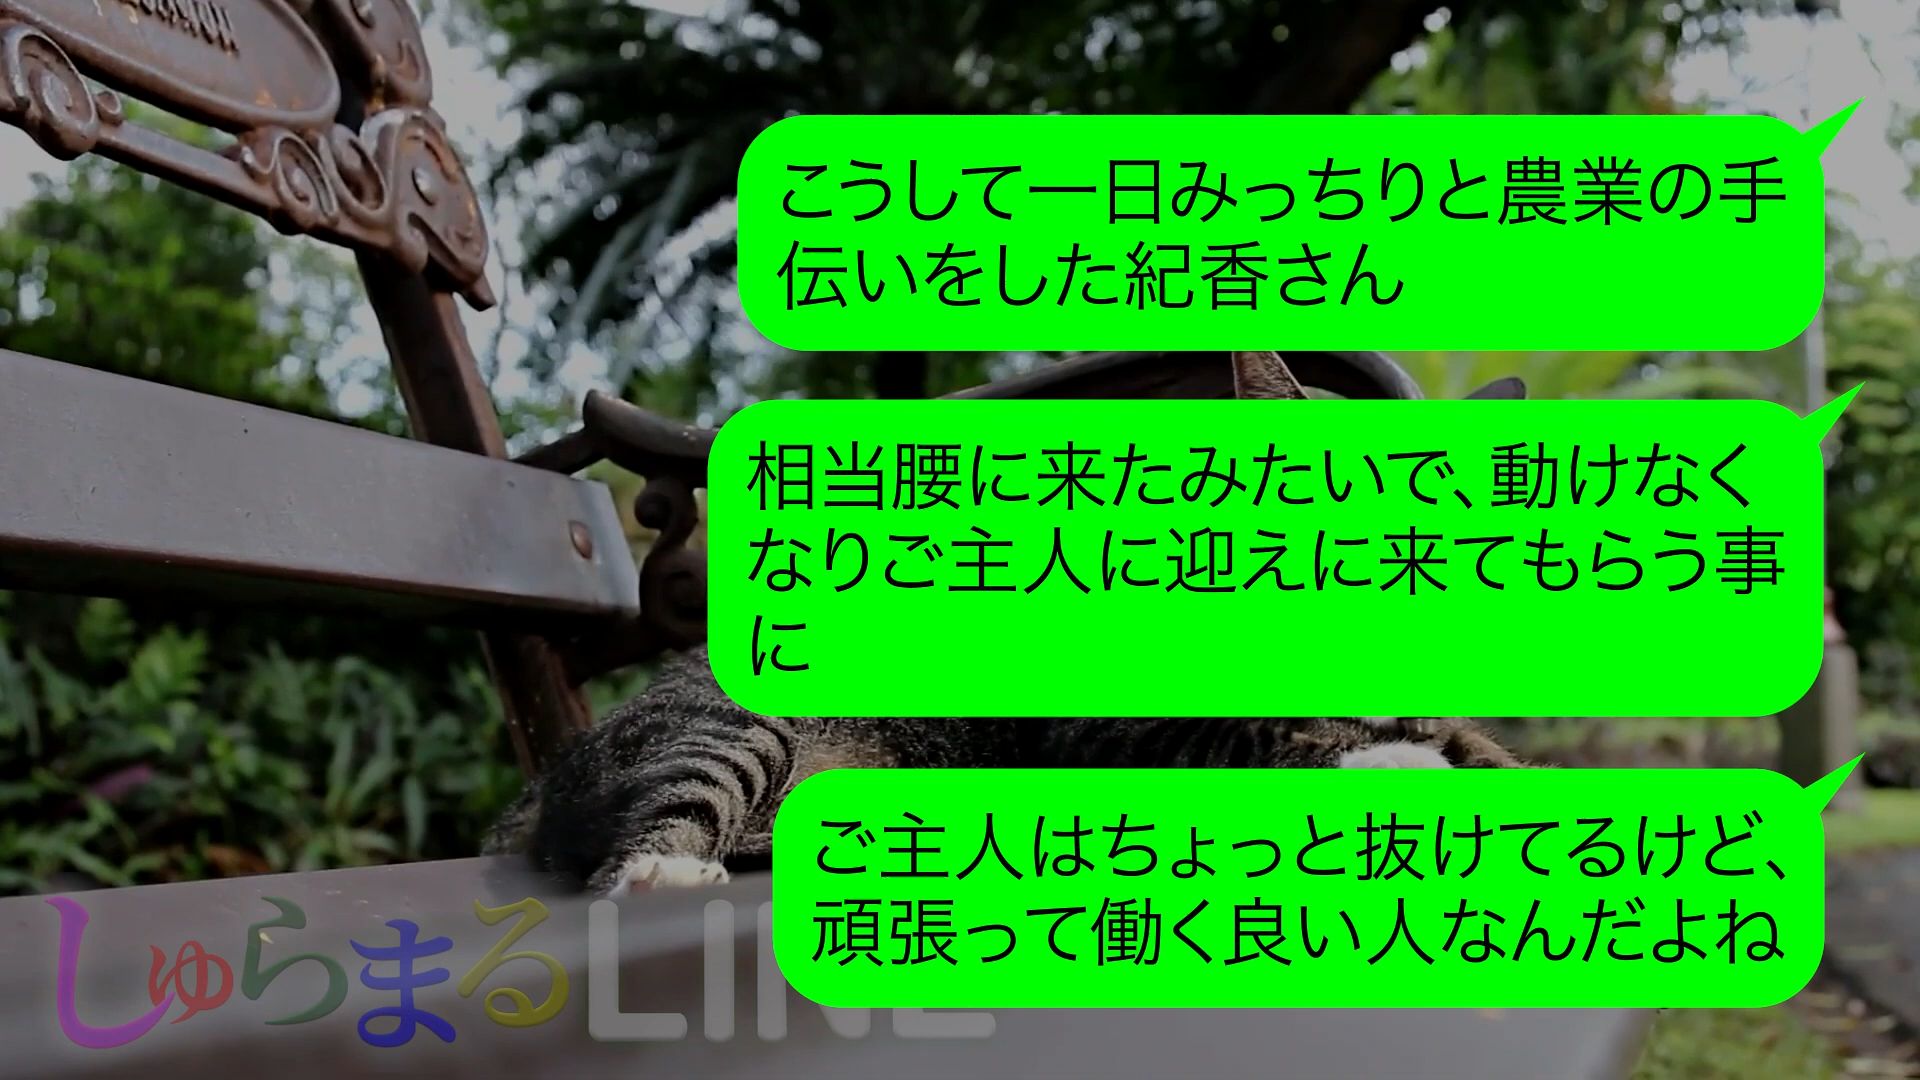 こうして一日みっちりと農業の手
伝いをした紀香さん
相当腰に来たみたいで、動けなく
なりご主人に迎えに来てもらう事
に
ご主人はちょっと抜けてるけど、
頑張って働く良い人なんだよね
しゅらまるLINE